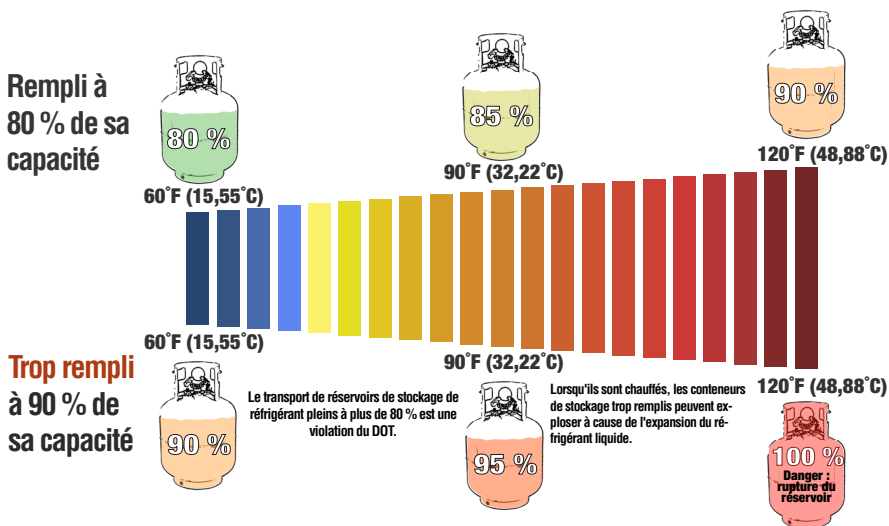 Rempli à
80 % de sa
capacité
80 %
85 %
90 %
60°F (15,55°C)
90°F (32,22°C)
120°F (48,88°C)
60°F (15,55°C)
90°F (32,22°C)
120°F (48,88°C)
Trop rempli
à 90 % de
sa capacité
90 %
Le transport de réservoirs de stockage de
réfrigérant pleins à plus de 80 % est une
violation du DOT.
95 %
Lorsqu'ils sont chauffés, les conteneurs
de stockage trop remplis peuvent ex-
ploser à cause de l'expansion du ré-
frigérant liquide.
100 %
Danger :
rupture du
réservoir